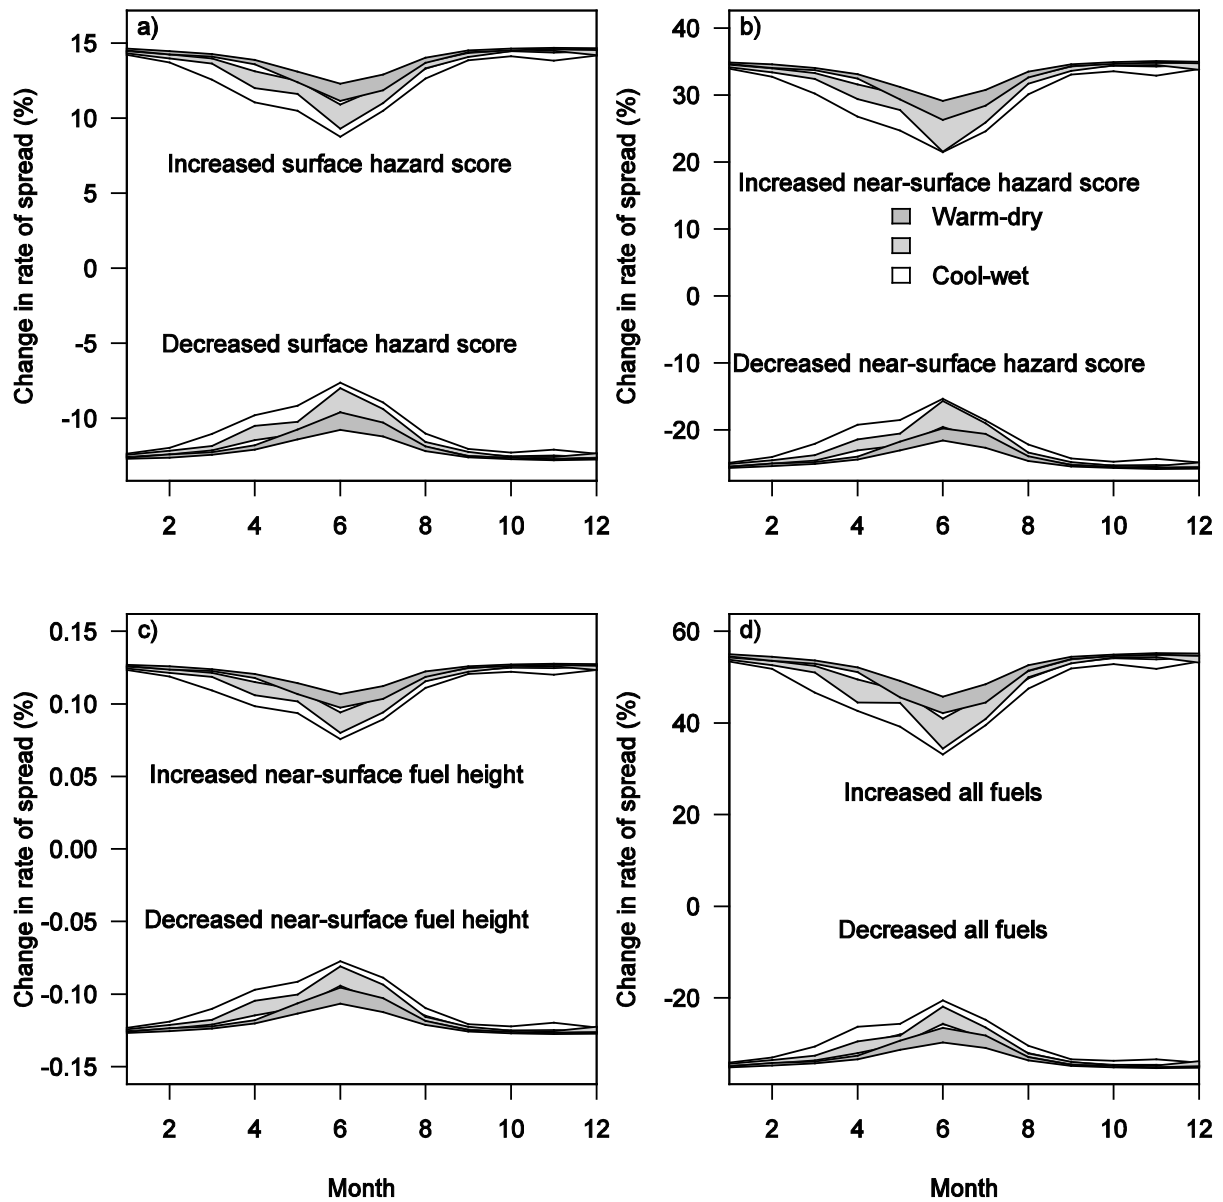 a)
15
10
5
0
-5
-10
Change in rate of spread (%)
Increased surface hazard score
Decreased surface hazard score
2 4 6 8 10 12
b)
40
30
20
10
0
-10
-20
Change in rate of spread (%)
Increased near-surface hazard score
Warm-dry
Cool-wet
Decreased near-surface hazard score
2 4 6 8 10 12
c)
0.15
0.10
0.05
0.00
-0.05
-0.10
-0.15
Change in rate of spread (%)
Increased near-surface fuel height
Decreased near-surface fuel height
2 4 6 8 10 12
Month
d)
60
40
20
0
-20
Change in rate of spread (%)
Increased all fuels
Decreased all fuels
2 4 6 8 10 12
Month